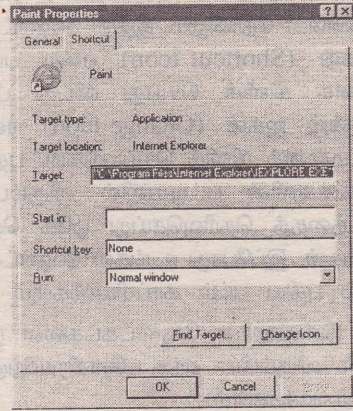 Paint Properties
General Shortcut
Paint
Target type: Application
Target location: Internet Explorer
Target: "C:\Program Files\Internet Explorer\IEXPLORE.EXE"
Start in:
Shortcut key: None
Run: Normal window
Find Target... Change Icon...
OK Cancel